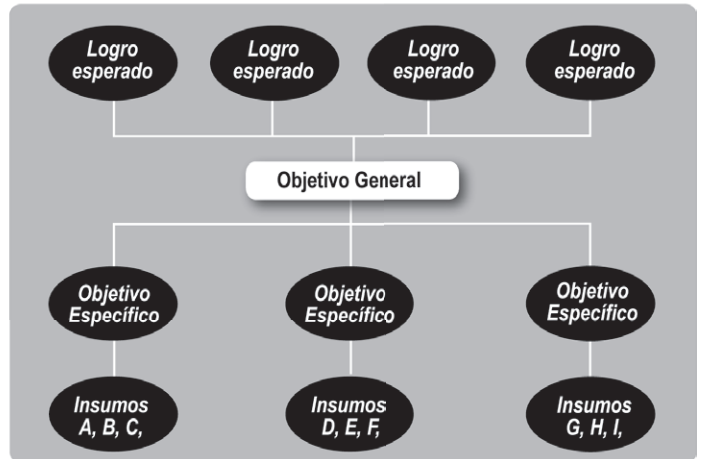 Logro
esperado
Logro
esperado
Logro
esperado
Logro
esperado
Objetivo General
Objetivo
Específico
Objetivo
Específico
Objetivo
Específico
Insumos
A, B, C,
Insumos
D, E, F,
Insumos
G, H, I,